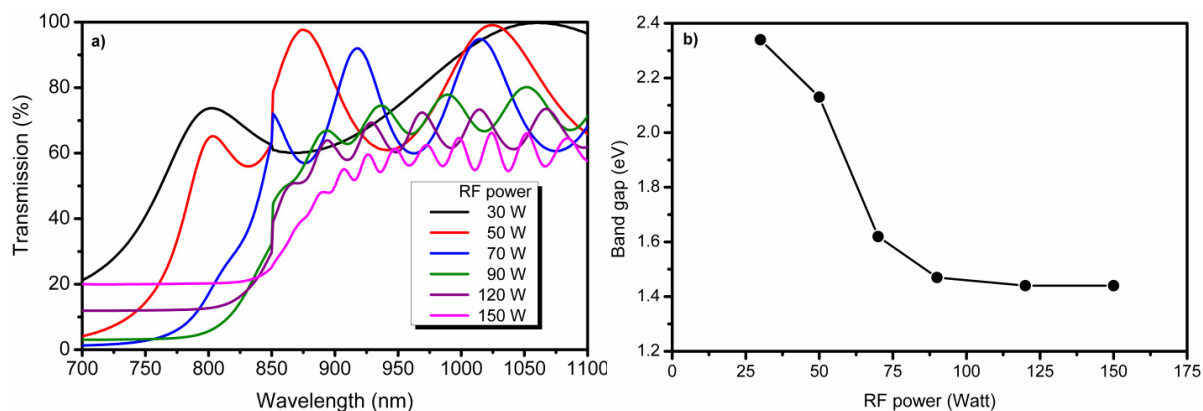 a)
Transmission (%)
100
80
60
40
20
0
700 750 800 850 900 950 1000 1050 1100
Wavelength (nm)
RF power
30 W
50 W
70 W
90 W
120 W
150 W
b)
Band gap (eV)
2.4
2.2
2.0
1.8
1.6
1.4
1.2
0 25 50 75 100 125 150 175
RF power (Watt)